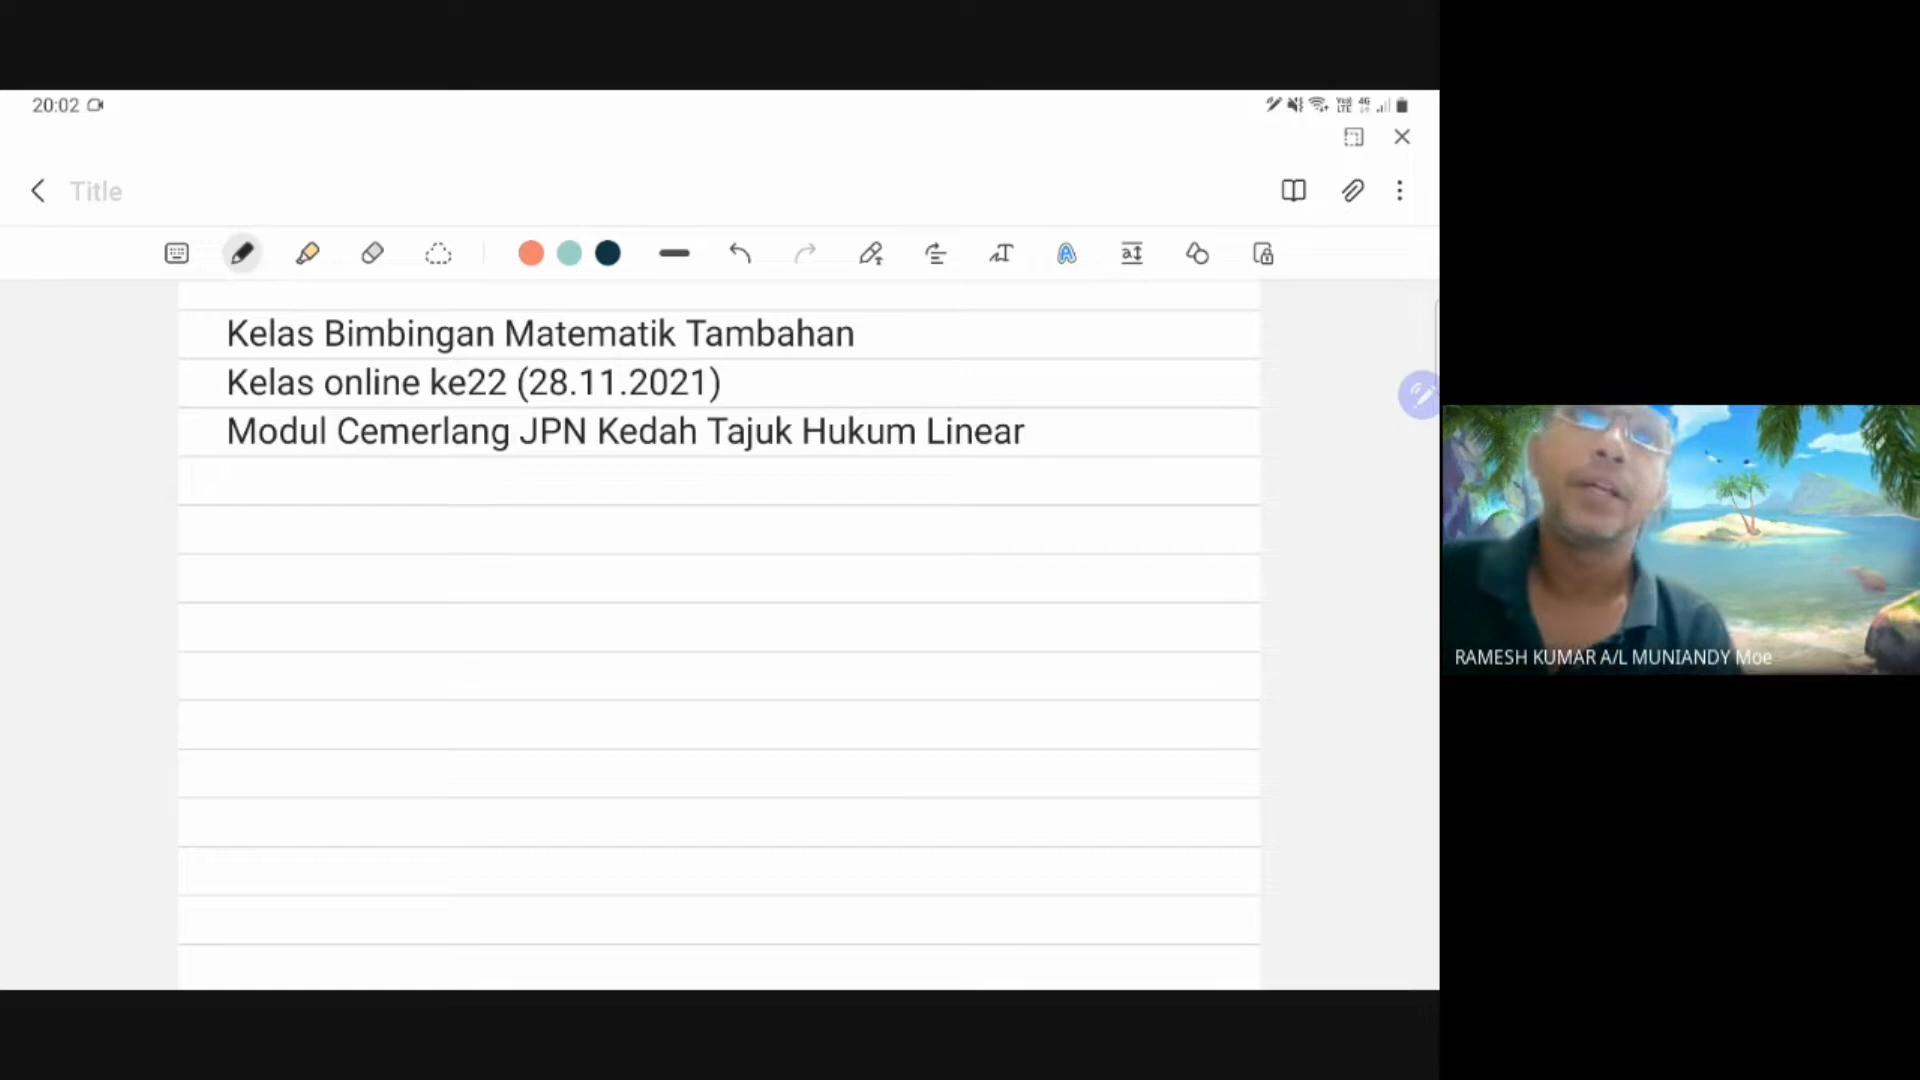 20:02
Title
Kelas Bimbingan Matematik Tambahan
Kelas online ke22 (28.11.2021)
Modul Cemerlang JPN Kedah Tajuk Hukum Linear
RAMESH KUMAR A/L MUNIANDY Moe